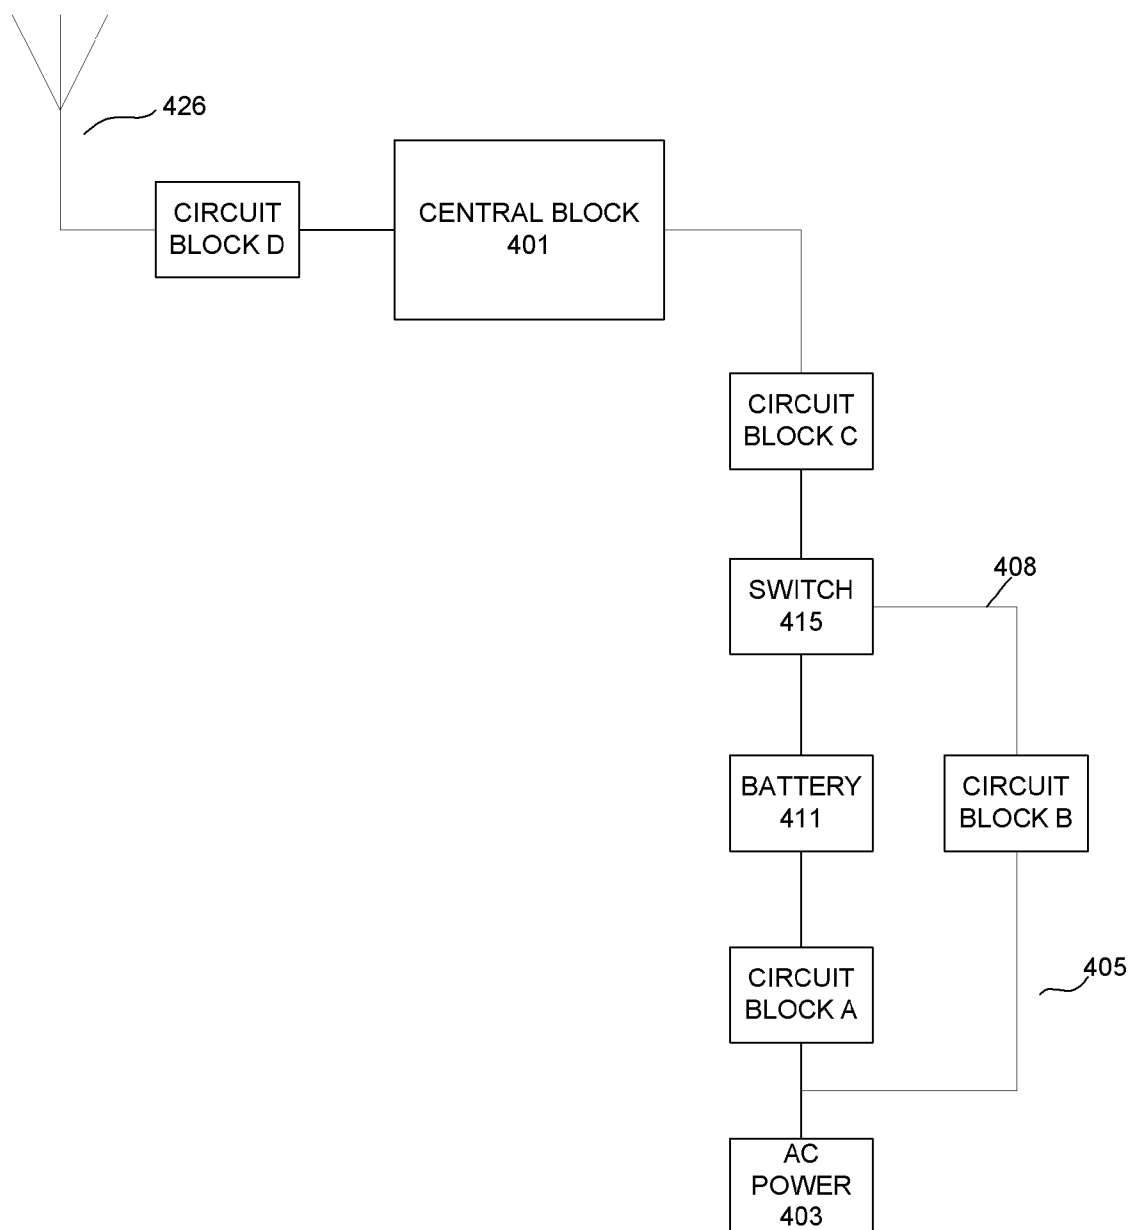 426
CIRCUIT
BLOCK D
CENTRAL BLOCK
401
CIRCUIT
BLOCK C
408
SWITCH
415
BATTERY
411
CIRCUIT
BLOCK B
CIRCUIT
BLOCK A
405
AC
POWER
403